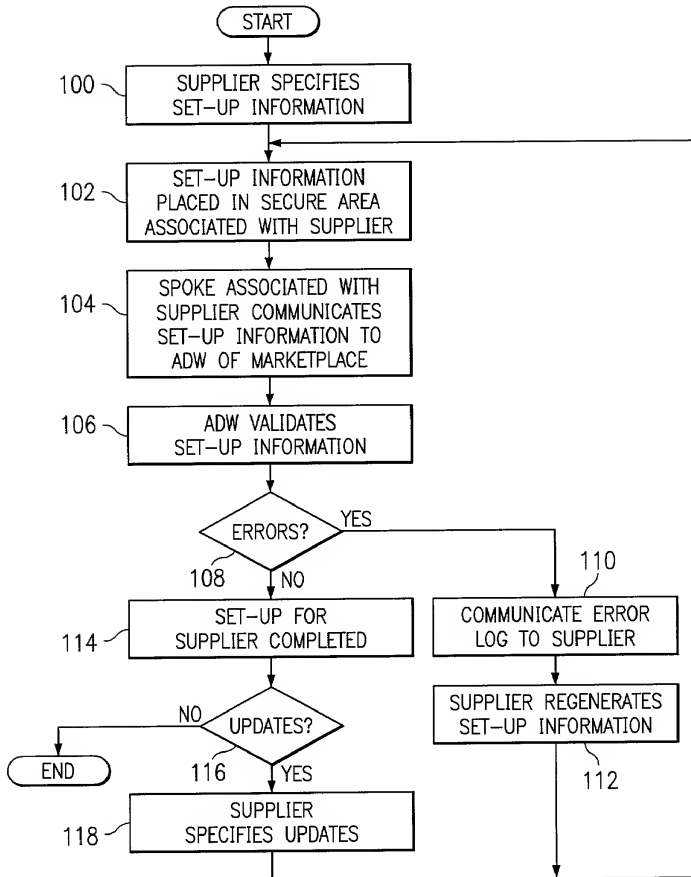 START
100
SUPPLIER SPECIFIES
SET-UP INFORMATION
102
SET-UP INFORMATION
PLACED IN SECURE AREA
ASSOCIATED WITH SUPPLIER
104
SPOKE ASSOCIATED WITH
SUPPLIER COMMUNICATES
SET-UP INFORMATION TO
ADW OF MARKETPLACE
106
ADW VALIDATES
SET-UP INFORMATION
ERRORS?
YES
108
NO
110
COMMUNICATE ERROR
LOG TO SUPPLIER
114
SET-UP FOR
SUPPLIER COMPLETED
SUPPLIER REGENERATES
SET-UP INFORMATION
112
NO
UPDATES?
116
YES
END
118
SUPPLIER
SPECIFIES UPDATES